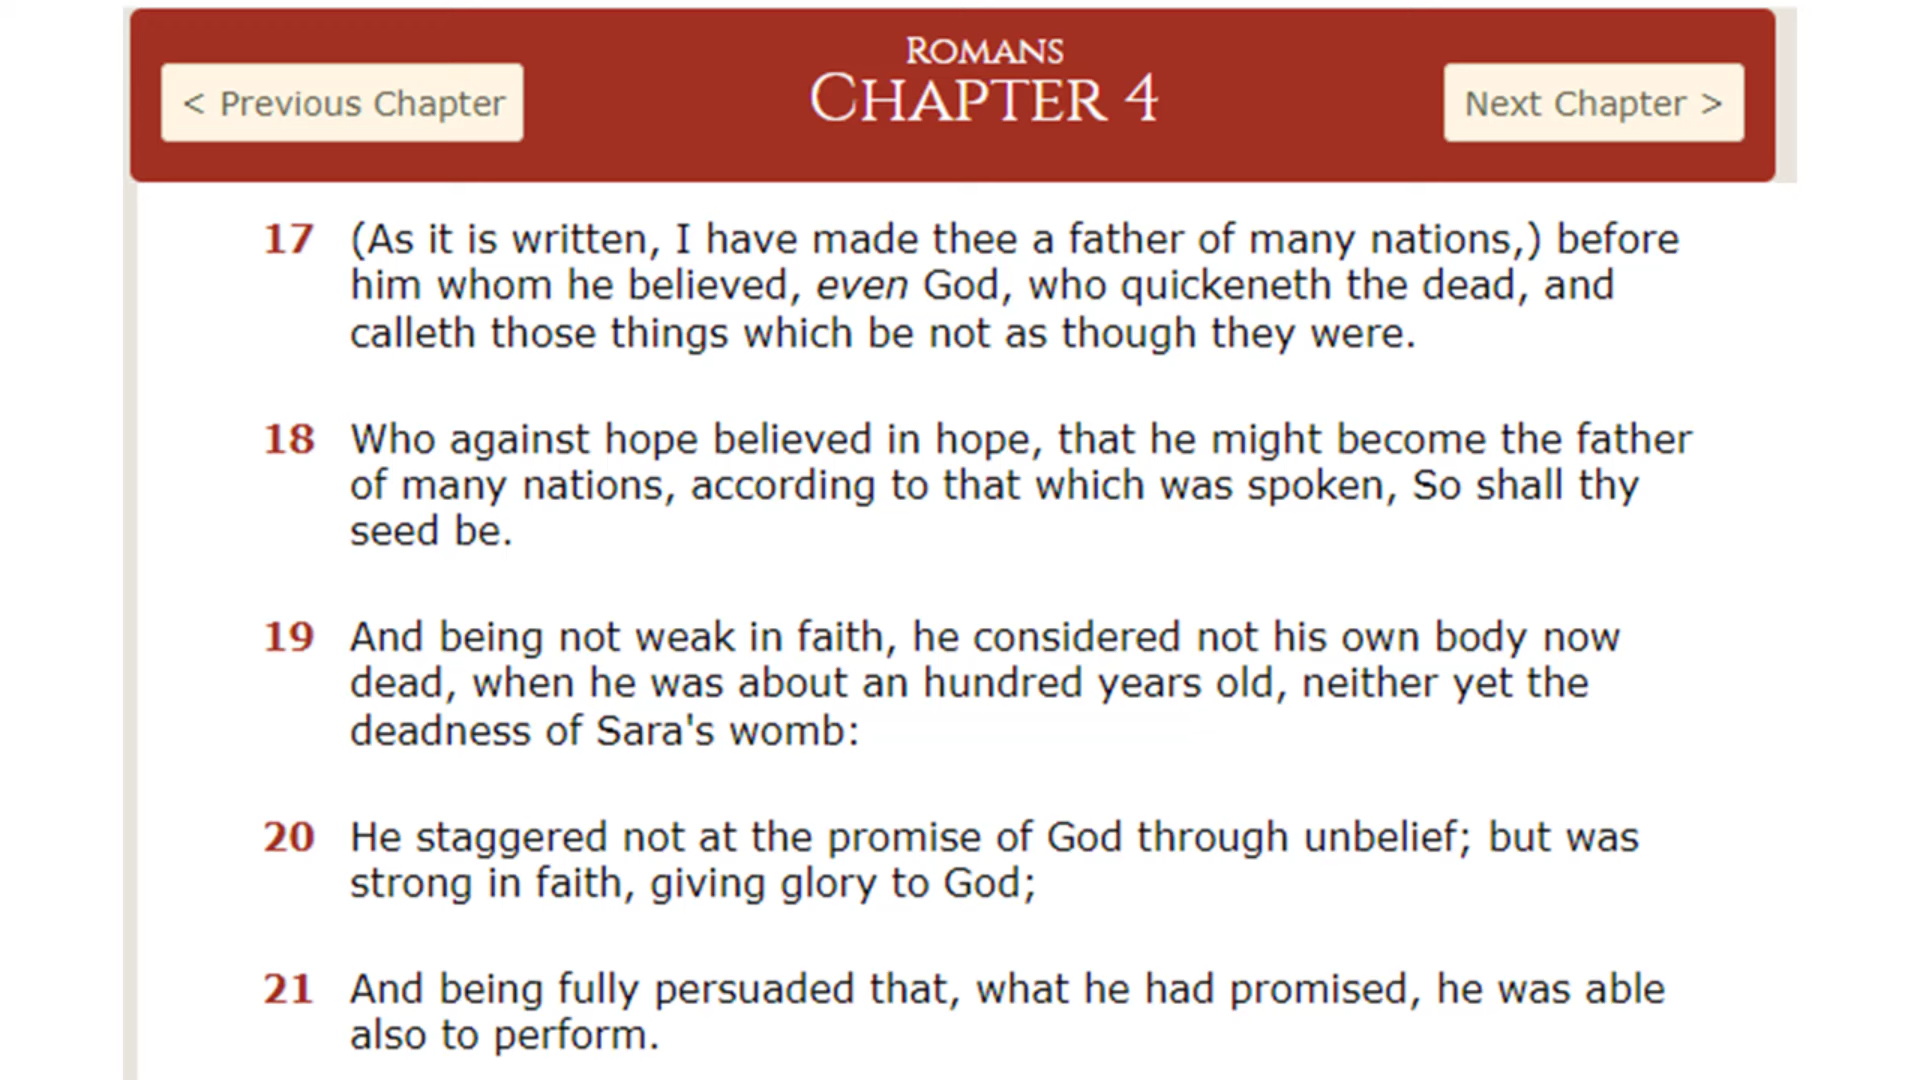 ROMANS
< Previous Chapter
CHAPTER 4
Next Chapter >
17 (As it is written, I have made thee a father of many nations,) before
him whom he believed, even God, who quickeneth the dead, and
calleth those things which be not as though they were.
18 Who against hope believed in hope, that he might become the father
of many nations, according to that which was spoken, So shall thy
seed be.
19 And being not weak in faith, he considered not his own body now
dead, when he was about an hundred years old, neither yet the
deadness of Sara's womb:
20 He staggered not at the promise of God through unbelief; but was
strong in faith, giving glory to God;
21 And being fully persuaded that, what he had promised, he was able
also to perform.